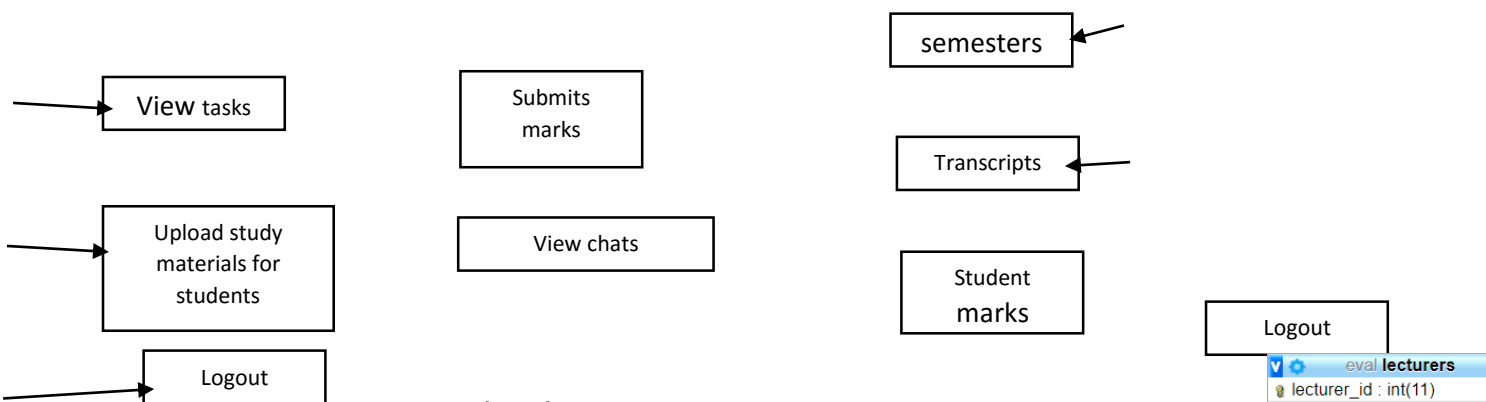 semesters
View tasks
Submits
marks
Transcripts
Upload study
materials for
students
View chats
Student
marks
Logout
Logout
eval lecturers
lecturer_id : int(11)